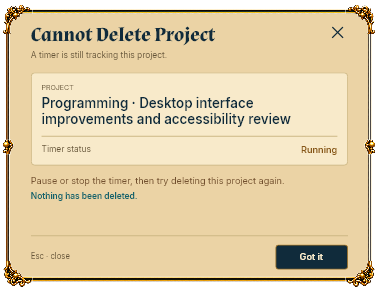 Cannot Delete Project
A timer is still tracking this project.
PROJECT
Programming · Desktop interface
improvements and accessibility review
Timer status Running
Pause or stop the timer, then try deleting this project again.
Nothing has been deleted.
Esc · close Got it